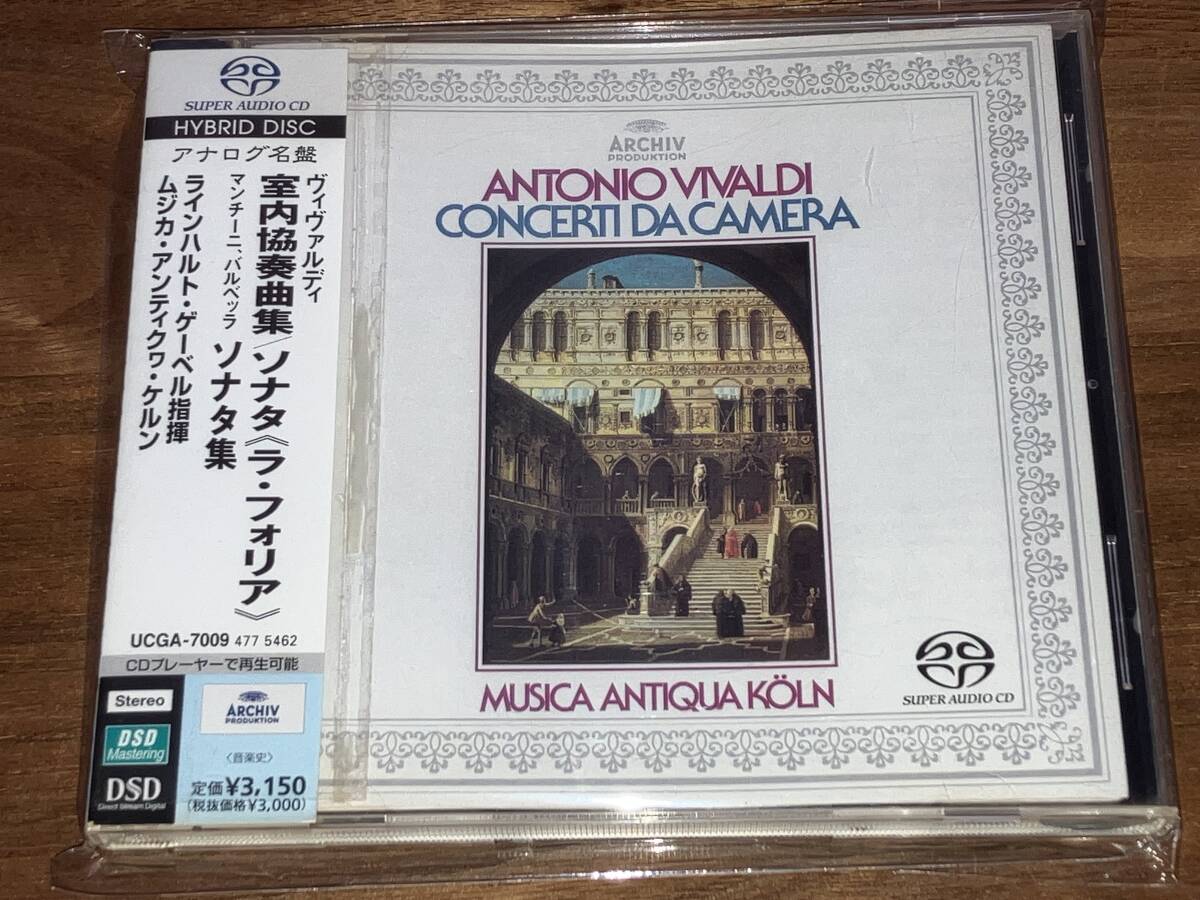 SUPER AUDIO CD
HYBRID DISC
アナログ名盤
ヴィヴァルディ
室内協奏曲集/ソナタ《ラ・フォリア》
マンチーニ、バルベッラ ソナタ集
ラインハルト・ゲーベル指揮
ムジカ・アンティクヮ・ケルン
UCGA-7009 477 5462
CDプレーヤーで再生可能
Stereo
DSD
Mastering
DSD
Direct Stream Digital
ARCHIV
PRODUKTION
〈音楽史〉
定価¥3,150
(税抜価格¥3,000)
ARCHIV
PRODUKTION
ANTONIO VIVALDI
CONCERTI DA CAMERA
MUSICA ANTIQUA KÖLN
SUPER AUDIO CD